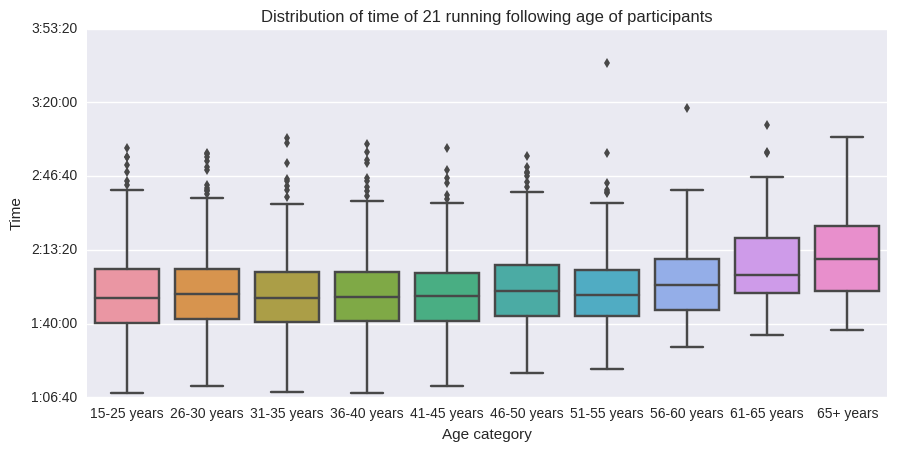 Distribution of time of 21 running following age of participants
3:53:20
3:20:00
2:46:40
2:13:20
1:40:00
1:06:40
Time
15-25 years 26-30 years 31-35 years 36-40 years 41-45 years 46-50 years 51-55 years 56-60 years 61-65 years 65+ years
Age category